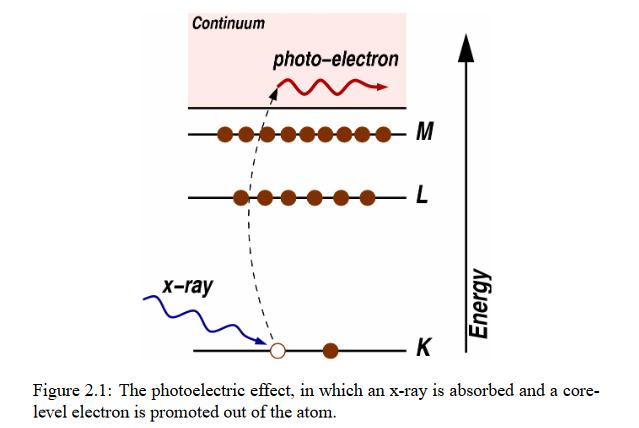 Continuum
photo–electron
M
L
x–ray
K
Energy
Figure 2.1: The photoelectric effect, in which an x-ray is absorbed and a core-
level electron is promoted out of the atom.